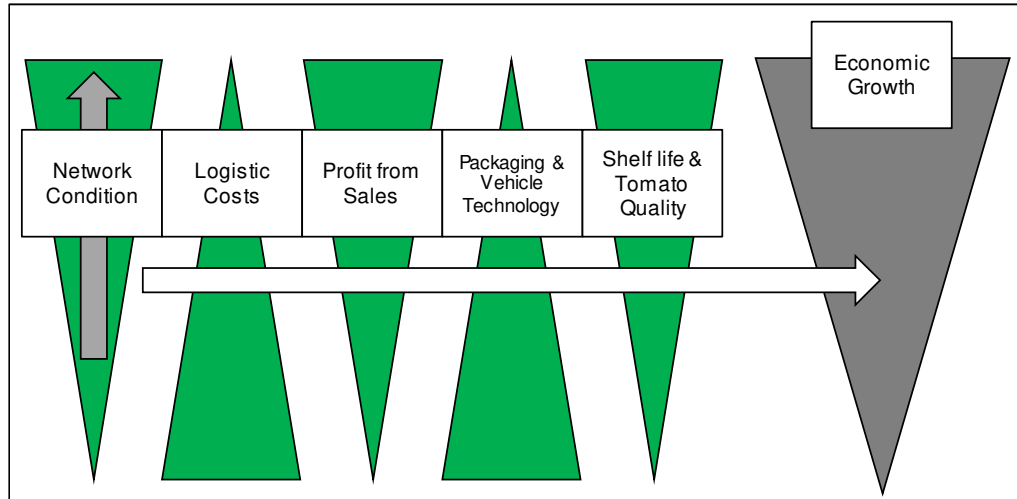 Network
Condition
Logistic
Costs
Profit from
Sales
Packaging &
Vehicle
Technology
Shelf life &
Tomato
Quality
Economic
Growth